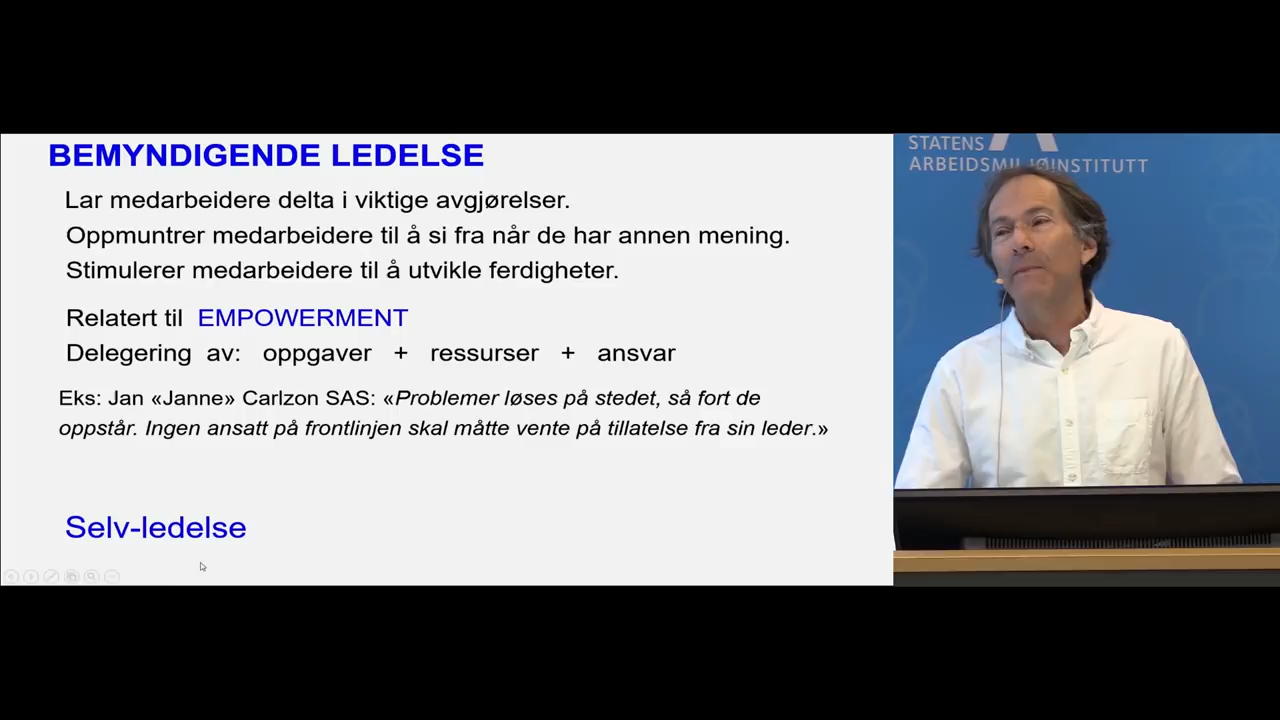 BEMYNDIGENDE LEDELSE
Lar medarbeidere delta i viktige avgjørelser.
Oppmuntrer medarbeidere til å si fra når de har annen mening.
Stimulerer medarbeidere til å utvikle ferdigheter.
Relatert til EMPOWERMENT
Delegering av: oppgaver + ressurser + ansvar
Eks: Jan «Janne» Carlzon SAS: «Problemer løses på stedet, så fort de
oppstår. Ingen ansatt på frontlinjen skal måtte vente på tillatelse fra sin leder.»
Selv-ledelse
STATENS
ARBEIDSMILJØINSTITUTT